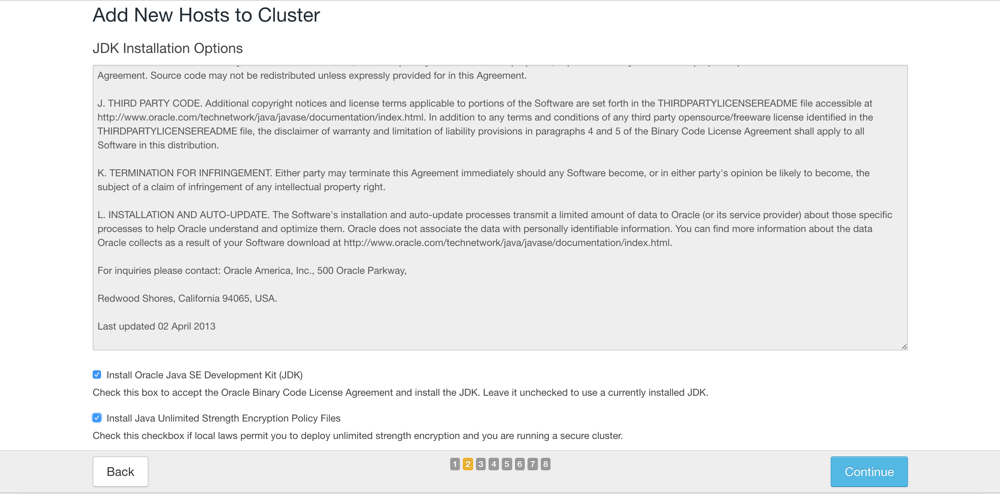 Add New Hosts to Cluster
JDK Installation Options
Agreement. Source code may not be redistributed unless expressly provided for in this Agreement.
J. THIRD PARTY CODE. Additional copyright notices and license terms applicable to portions of the Software are set forth in the THIRDPARTYLICENSEREADME file accessible at
http://www.oracle.com/technetwork/java/javase/documentation/index.html. In addition to any terms and conditions of any third party opensource/freeware license identified in the
THIRDPARTYLICENSEREADME file, the disclaimer of warranty and limitation of liability provisions in paragraphs 4 and 5 of the Binary Code License Agreement shall apply to all
Software in this distribution.
K. TERMINATION FOR INFRINGEMENT. Either party may terminate this Agreement immediately should any Software become, or in either party's opinion be likely to become, the
subject of a claim of infringement of any intellectual property right.
L. INSTALLATION AND AUTO-UPDATE. The Software's installation and auto-update processes transmit a limited amount of data to Oracle (or its service provider) about those specific
processes to help Oracle understand and optimize them. Oracle does not associate the data with personally identifiable information. You can find more information about the data
Oracle collects as a result of your Software download at http://www.oracle.com/technetwork/java/javase/documentation/index.html.
For inquiries please contact: Oracle America, Inc., 500 Oracle Parkway,
Redwood Shores, California 94065, USA.
Last updated 02 April 2013
Install Oracle Java SE Development Kit (JDK)
Check this box to accept the Oracle Binary Code License Agreement and install the JDK. Leave it unchecked to use a currently installed JDK.
Install Java Unlimited Strength Encryption Policy Files
Check this checkbox if local laws permit you to deploy unlimited strength encryption and you are running a secure cluster.
Back
1 2 3 4 5 6 7 8
Continue